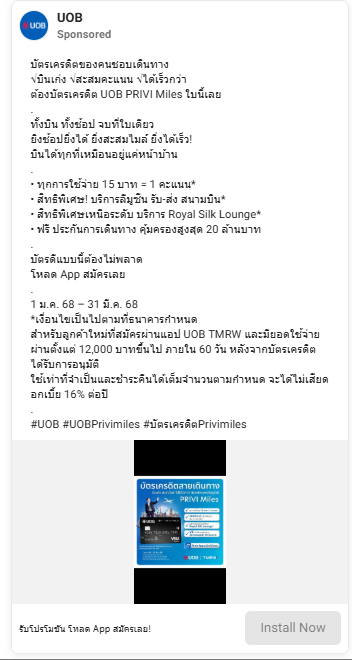 UOB
Sponsored
บัตรเครดิตของคนชอบเดินทาง
√บินเก่ง √สะสมคะแนน √ได้เร็วกว่า
ต้องบัตรเครดิต UOB PRIVI Miles ใบนี้เลย
.
ทั้งบิน ทั้งช้อป จบที่ใบเดียว
ยิ่งช้อปยิ่งได้ ยิ่งสะสมไมล์ ยิ่งได้เร็ว!
บินได้ทุกที่เหมือนอยู่แค่หน้าบ้าน
.
• ทุกการใช้จ่าย 15 บาท = 1 คะแนน*
• สิทธิพิเศษ! บริการลีมูซีน รับ-ส่ง สนามบิน*
• สิทธิพิเศษเหนือระดับ บริการ Royal Silk Lounge*
• ฟรี ประกันการเดินทาง คุ้มครองสูงสุด 20 ล้านบาท
.
บัตรดีแบบนี้ต้องไม่พลาด
โหลด App สมัครเลย
.
1 ม.ค. 68 – 31 มี.ค. 68
*เงื่อนไขเป็นไปตามที่ธนาคารกำหนด
สำหรับลูกค้าใหม่ที่สมัครผ่านแอป UOB TMRW และมียอดใช้จ่าย
ผ่านตั้งแต่ 12,000 บาทขึ้นไป ภายใน 60 วัน หลังจากบัตรเครดิต
ได้รับการอนุมัติ
ใช้เท่าที่จำเป็นและชำระคืนได้เต็มจำนวนตามกำหนด จะได้ไม่เสียด
อกเบี้ย 16% ต่อปี
.
#UOB #UOBPrivimiles #บัตรเครดิตPrivimiles
บัตรเครดิตสายเดินทาง
PRIVI Miles
UOB
VISA
UOB TMRW
รับโปรโมชัน โหลด App สมัครเลย!
Install Now